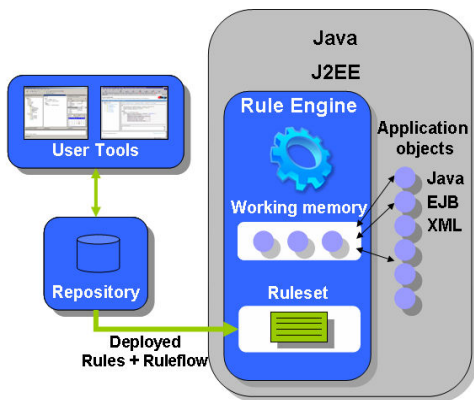 Java
J2EE
Rule Engine
User Tools
Application
objects
Java
EJB
XML
Working memory
Repository
Ruleset
Deployed
Rules + Ruleflow